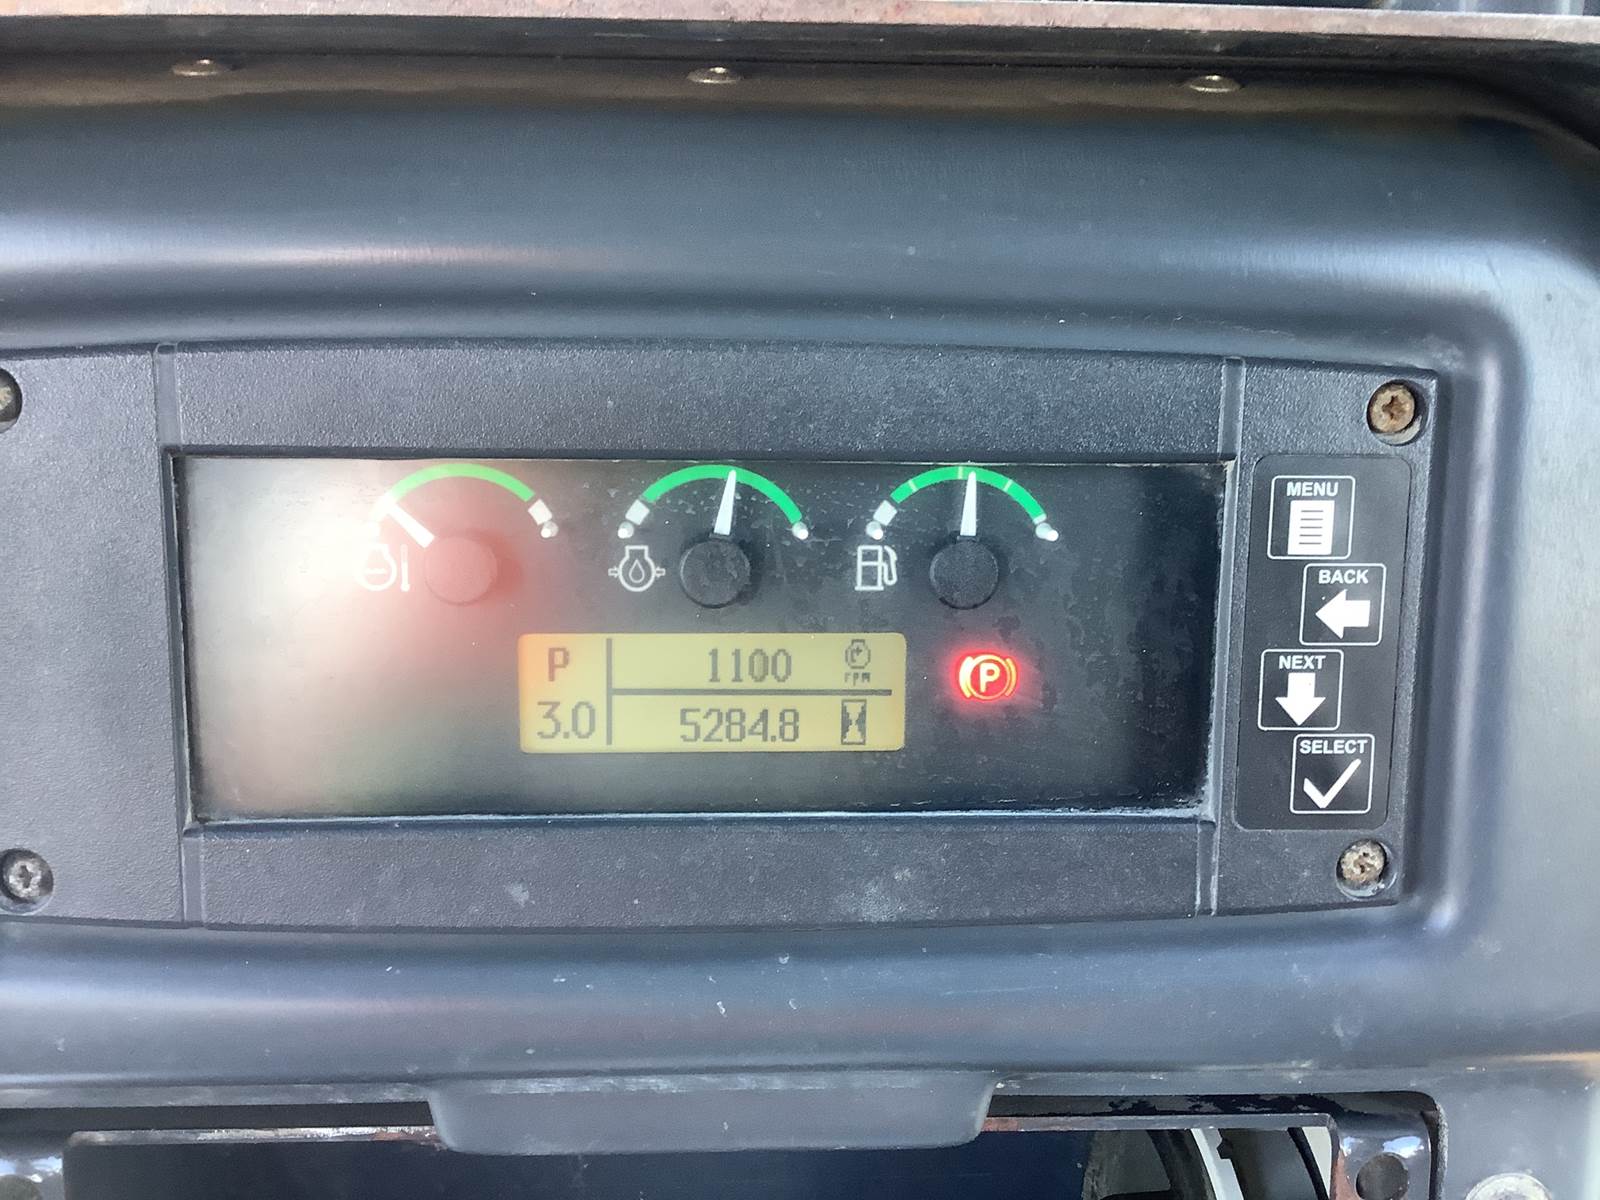 P 1100 rpm
3.0 5284.8
P
MENU
BACK
NEXT
SELECT